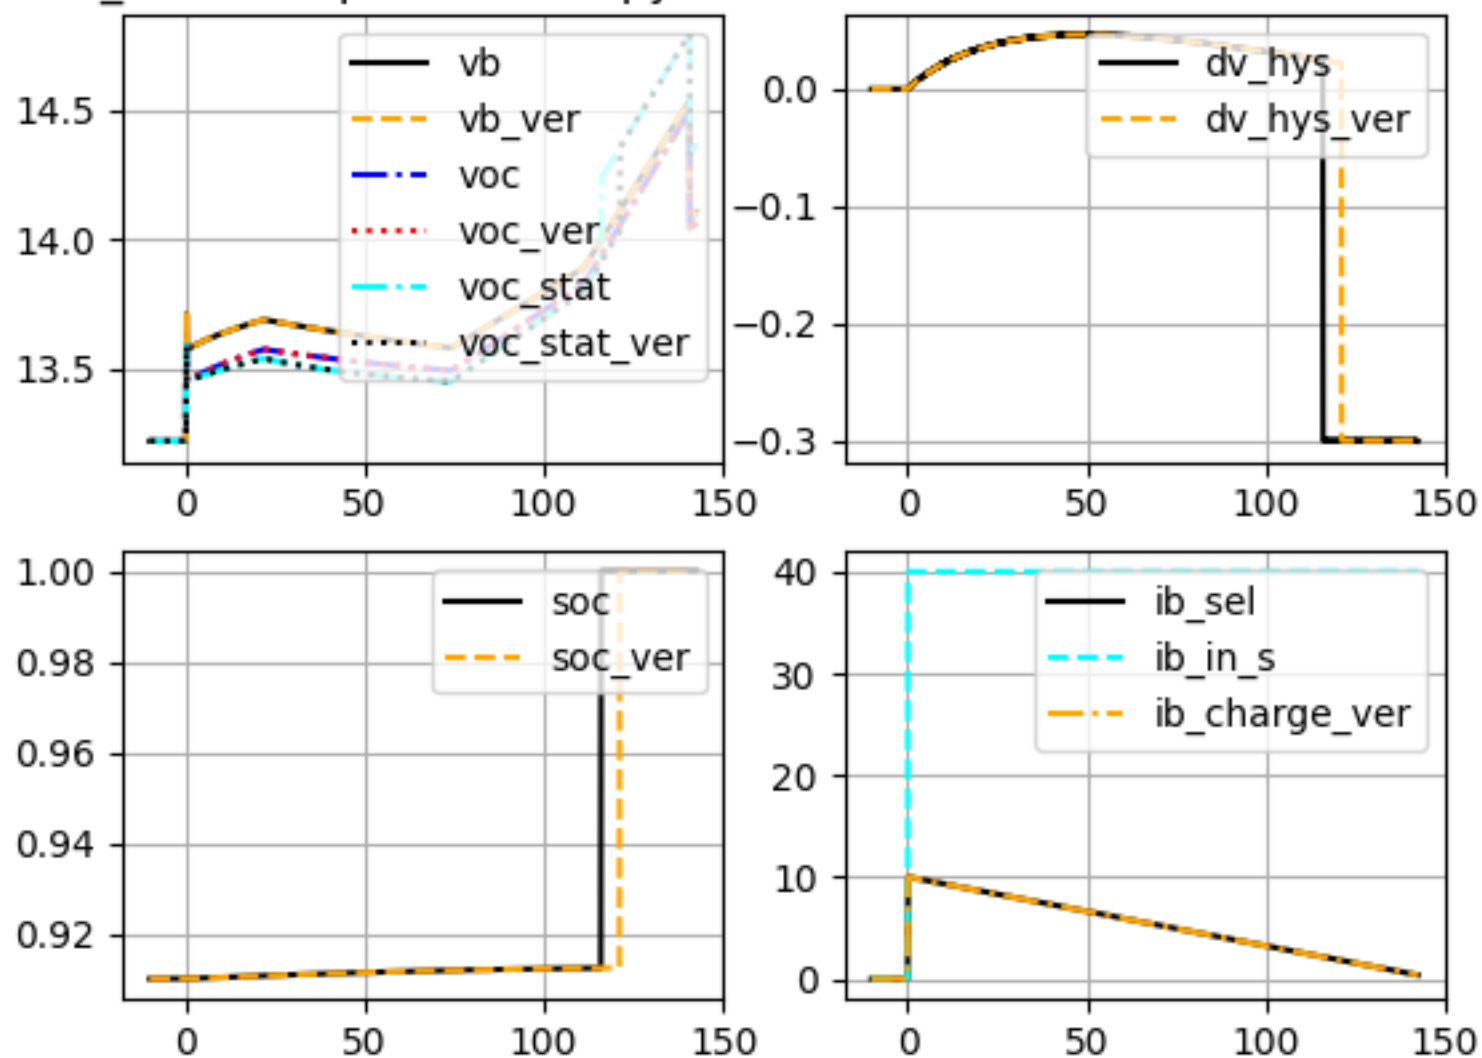 vb
vb_ver
voc
voc_ver
voc_stat
voc_stat_ver
14.5
14.0
13.5
0 50 100 150
dv_hys
dv_hys_ver
0.0
−0.1
−0.2
−0.3
0 50 100 150
soc
soc_ver
1.00
0.98
0.96
0.94
0.92
0 50 100 150
ib_sel
ib_in_s
ib_charge_ver
40
30
20
10
0
0 50 100 150